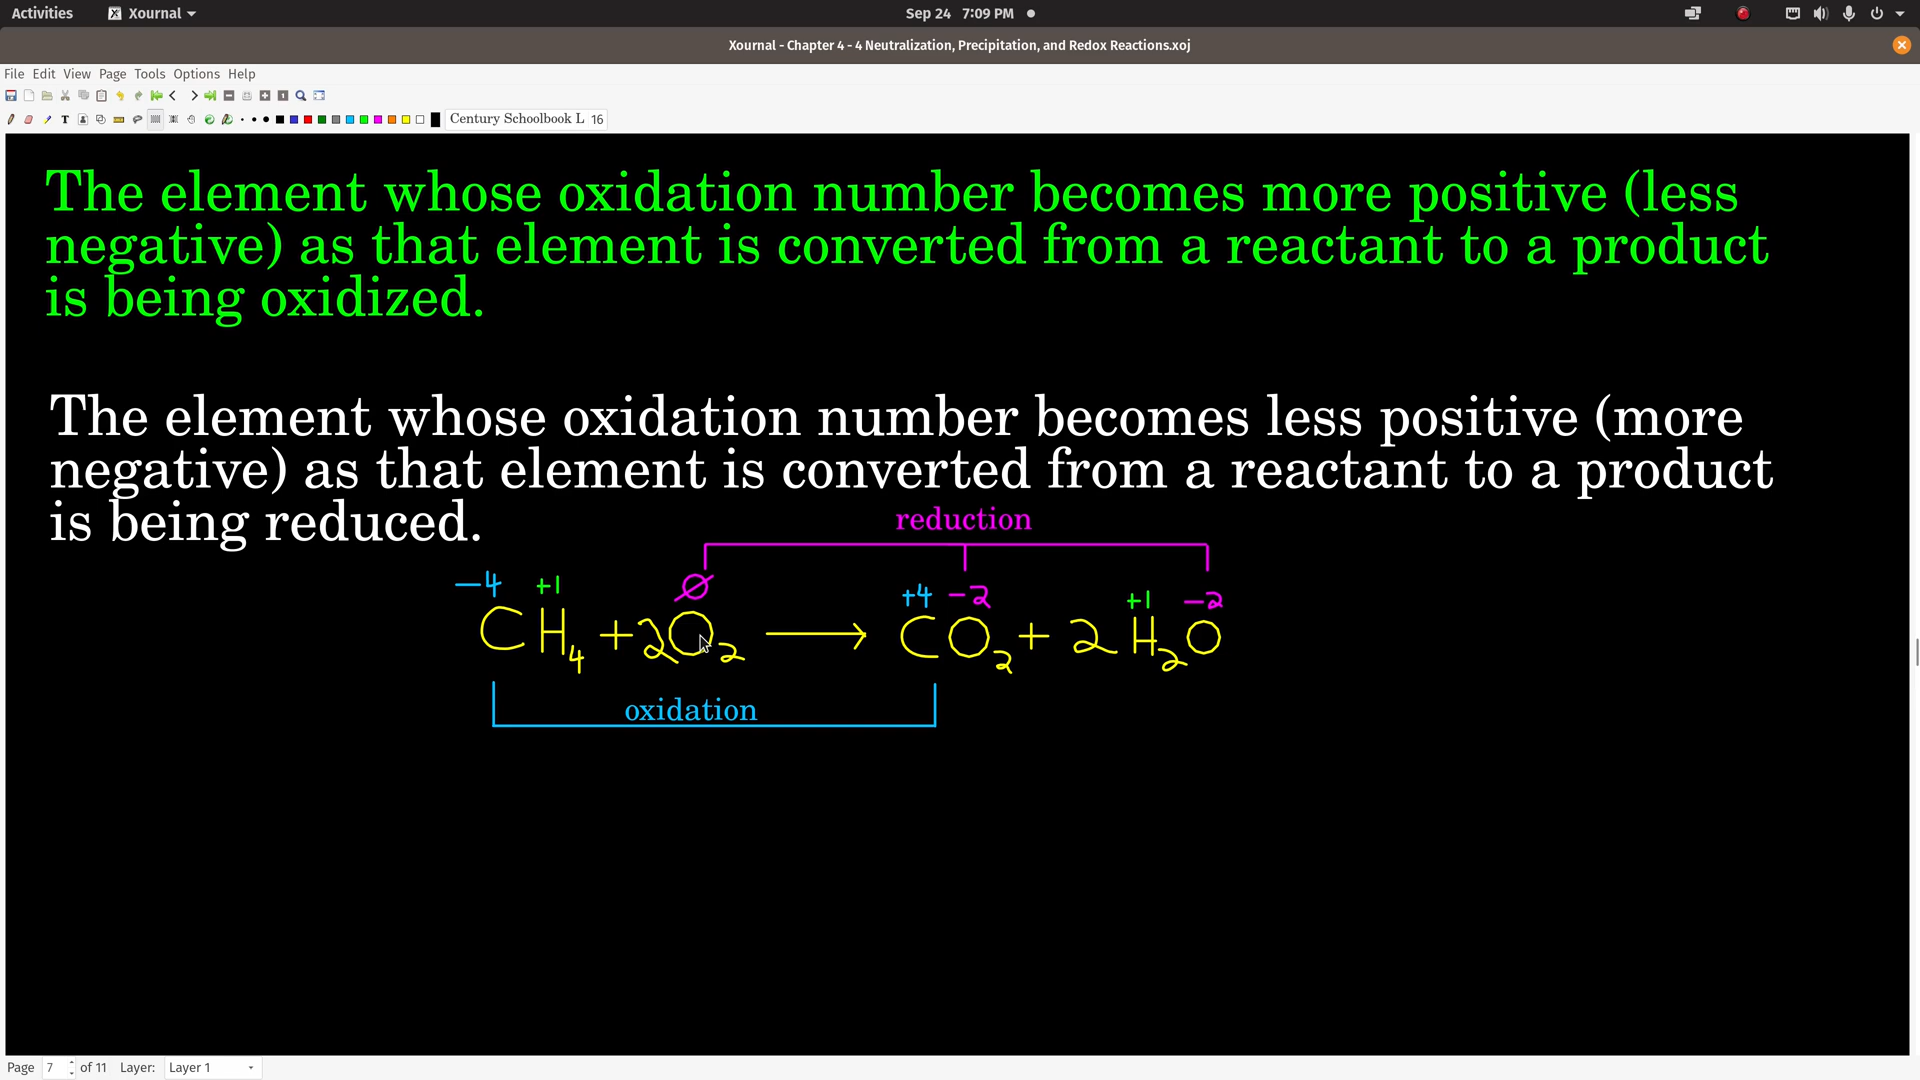 Activities Xournal Sep 24 7:09 PM
Xournal - Chapter 4 - 4 Neutralization, Precipitation, and Redox Reactions.xoj
File Edit View Page Tools Options Help
Century Schoolbook L 16
The element whose oxidation number becomes more positive (less
negative) as that element is converted from a reactant to a product
is being oxidized.
The element whose oxidation number becomes less positive (more
negative) as that element is converted from a reactant to a product
is being reduced.
reduction
−4 +1 ∅ +4 −2 +1 −2
CH₄ + 2O₂ ⟶ CO₂ + 2H₂O
oxidation
Page 7 of 11 Layer: Layer 1